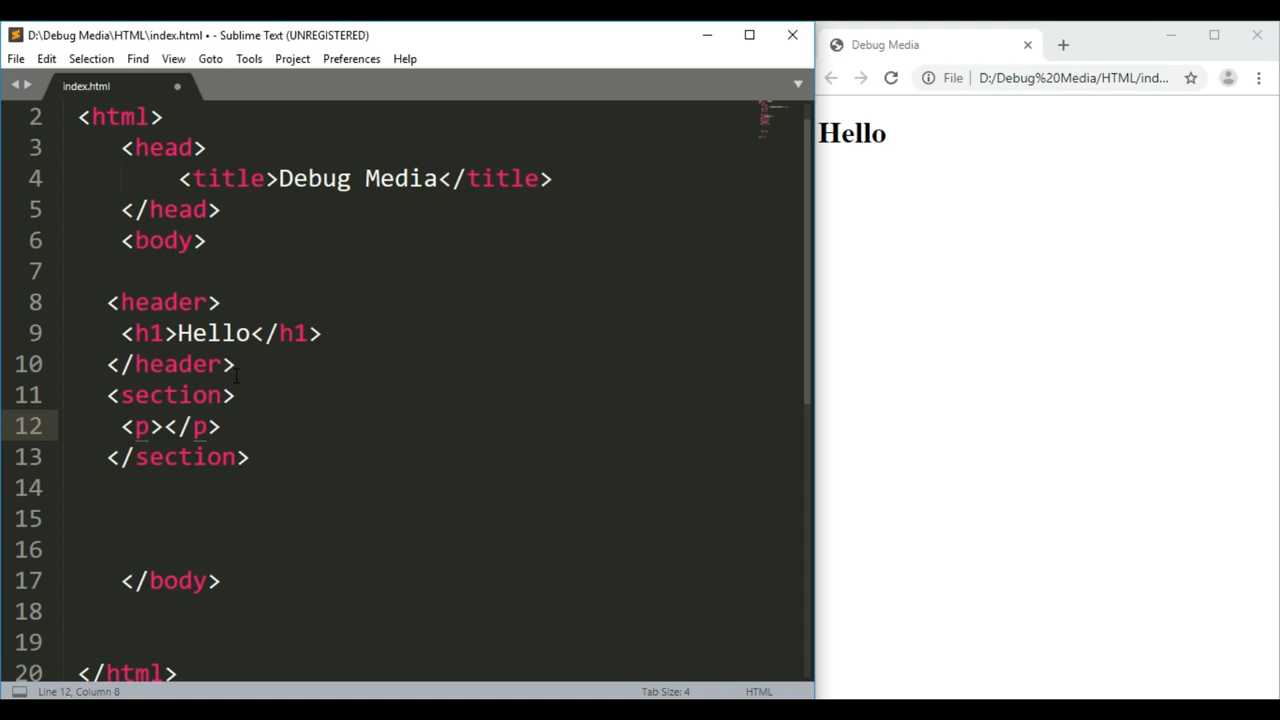 D:\Debug Media\HTML\index.html • - Sublime Text (UNREGISTERED)
File Edit Selection Find View Goto Tools Project Preferences Help
index.html
2 <html>
3 <head>
4 <title>Debug Media</title>
5 </head>
6 <body>
7
8 <header>
9 <h1>Hello</h1>
10 </header>
11 <section>
12 <p></p>
13 </section>
14
15
16
17 </body>
18
19
20 </html>
Line 12, Column 8 Tab Size: 4 HTML
Debug Media
File D:/Debug%20Media/HTML/ind...
Hello